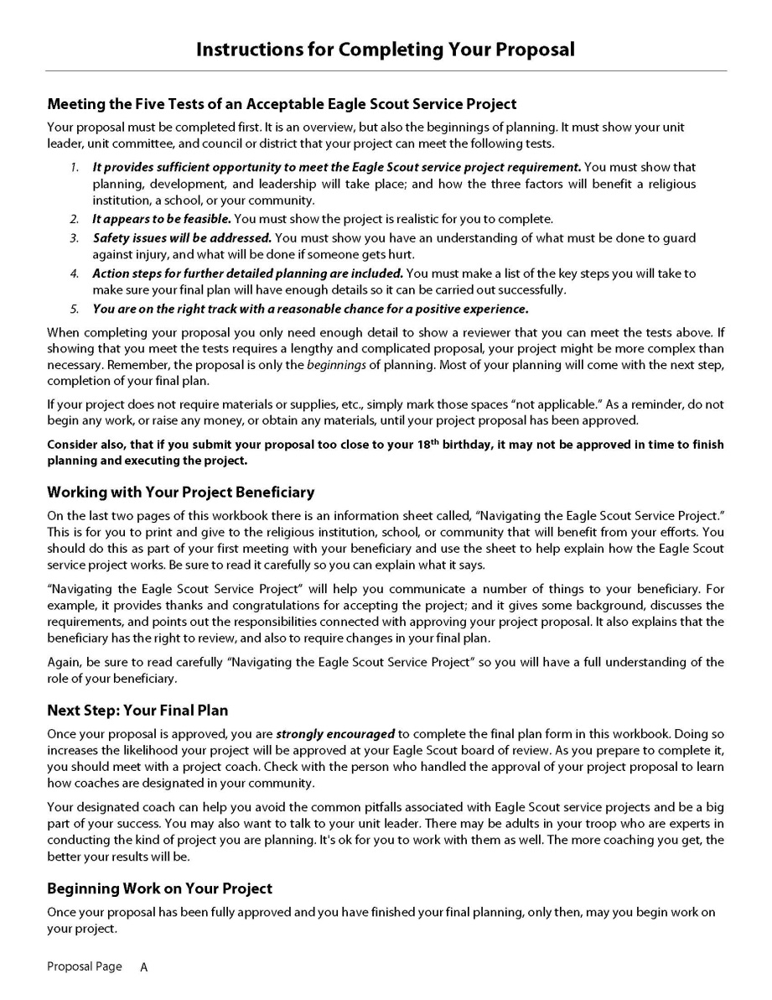 Instructions for Completing Your Proposal
Meeting the Five Tests of an Acceptable Eagle Scout Service Project
Your proposal must be completed first. It is an overview, but also the beginnings of planning. It must show your unit
leader, unit committee, and council or district that your project can meet the following tests.
1. It provides sufficient opportunity to meet the Eagle Scout service project requirement. You must show that
planning, development, and leadership will take place; and how the three factors will benefit a religious
institution, a school, or your community.
2. It appears to be feasible. You must show the project is realistic for you to complete.
3. Safety issues will be addressed. You must show you have an understanding of what must be done to guard
against injury, and what will be done if someone gets hurt.
4. Action steps for further detailed planning are included. You must make a list of the key steps you will take to
make sure your final plan will have enough details so it can be carried out successfully.
5. You are on the right track with a reasonable chance for a positive experience.
When completing your proposal you only need enough detail to show a reviewer that you can meet the tests above. If
showing that you meet the tests requires a lengthy and complicated proposal, your project might be more complex than
necessary. Remember, the proposal is only the beginnings of planning. Most of your planning will come with the next step,
completion of your final plan.
If your project does not require materials or supplies, etc., simply mark those spaces “not applicable.” As a reminder, do not
begin any work, or raise any money, or obtain any materials, until your project proposal has been approved.
Consider also, that if you submit your proposal too close to your 18th birthday, it may not be approved in time to finish
planning and executing the project.
Working with Your Project Beneficiary
On the last two pages of this workbook there is an information sheet called, “Navigating the Eagle Scout Service Project.”
This is for you to print and give to the religious institution, school, or community that will benefit from your efforts. You
should do this as part of your first meeting with your beneficiary and use the sheet to help explain how the Eagle Scout
service project works. Be sure to read it carefully so you can explain what it says.
“Navigating the Eagle Scout Service Project” will help you communicate a number of things to your beneficiary. For
example, it provides thanks and congratulations for accepting the project; and it gives some background, discusses the
requirements, and points out the responsibilities connected with approving your project proposal. It also explains that the
beneficiary has the right to review, and also to require changes in your final plan.
Again, be sure to read carefully “Navigating the Eagle Scout Service Project” so you will have a full understanding of the
role of your beneficiary.
Next Step: Your Final Plan
Once your proposal is approved, you are strongly encouraged to complete the final plan form in this workbook. Doing so
increases the likelihood your project will be approved at your Eagle Scout board of review. As you prepare to complete it,
you should meet with a project coach. Check with the person who handled the approval of your project proposal to learn
how coaches are designated in your community.
Your designated coach can help you avoid the common pitfalls associated with Eagle Scout service projects and be a big
part of your success. You may also want to talk to your unit leader. There may be adults in your troop who are experts in
conducting the kind of project you are planning. It's ok for you to work with them as well. The more coaching you get, the
better your results will be.
Beginning Work on Your Project
Once your proposal has been fully approved and you have finished your final planning, only then, may you begin work on
your project.
Proposal Page A